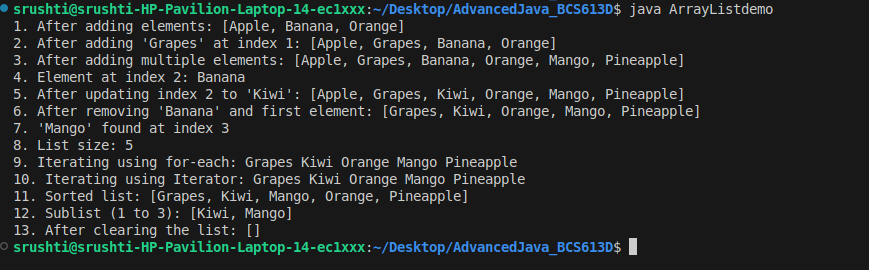 srushti@srushti-HP-Pavilion-Laptop-14-ec1xxx:~/Desktop/AdvancedJava_BCS613D$ java ArrayListdemo
1. After adding elements: [Apple, Banana, Orange]
2. After adding 'Grapes' at index 1: [Apple, Grapes, Banana, Orange]
3. After adding multiple elements: [Apple, Grapes, Banana, Orange, Mango, Pineapple]
4. Element at index 2: Banana
5. After updating index 2 to 'Kiwi': [Apple, Grapes, Kiwi, Orange, Mango, Pineapple]
6. After removing 'Banana' and first element: [Grapes, Kiwi, Orange, Mango, Pineapple]
7. 'Mango' found at index 3
8. List size: 5
9. Iterating using for-each: Grapes Kiwi Orange Mango Pineapple
10. Iterating using Iterator: Grapes Kiwi Orange Mango Pineapple
11. Sorted list: [Grapes, Kiwi, Mango, Orange, Pineapple]
12. Sublist (1 to 3): [Kiwi, Mango]
13. After clearing the list: []
srushti@srushti-HP-Pavilion-Laptop-14-ec1xxx:~/Desktop/AdvancedJava_BCS613D$